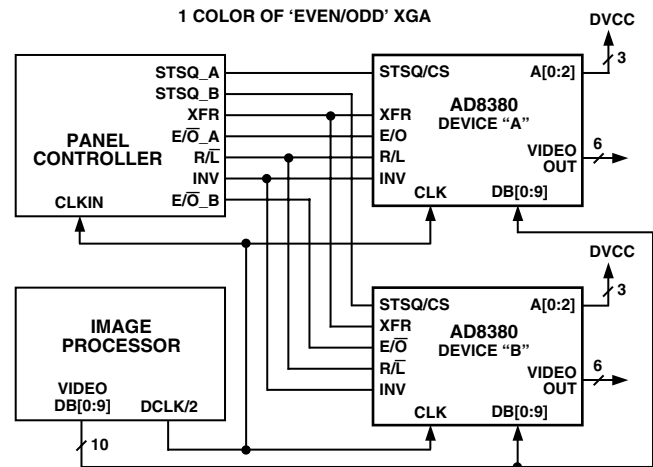 1 COLOR OF ‘EVEN/ODD’ XGA
PANEL
CONTROLLER
STSQ_A
STSQ_B
XFR
E/O̅_A
R/L̅
INV
E/O̅_B
CLKIN
STSQ/CS
XFR
E/O
R/L
INV
CLK
AD8380
DEVICE “A”
A[0:2]
VIDEO
OUT
DB[0:9]
DVCC
3
6
IMAGE
PROCESSOR
VIDEO
DB[0:9]
DCLK/2
10
STSQ/CS
XFR
E/O̅
R/L̅
INV
CLK
AD8380
DEVICE “B”
A[0:2]
VIDEO
OUT
DB[0:9]
DVCC
3
6